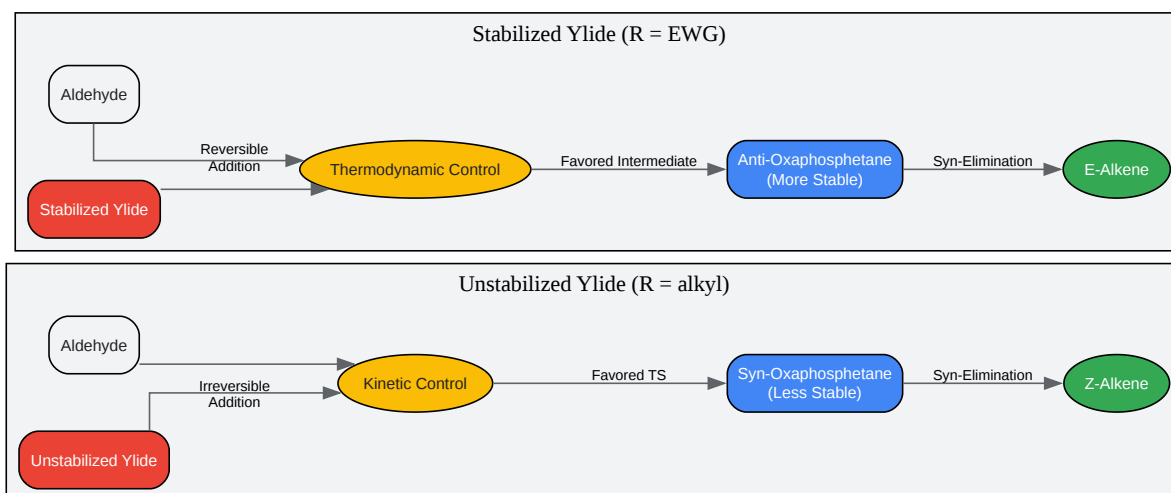 Stabilized Ylide (R = EWG)
Aldehyde
Reversible
Addition
Stabilized Ylide
Thermodynamic Control
Favored Intermediate
Anti-Oxaphosphetane
(More Stable)
Syn-Elimination
E-Alkene
Unstabilized Ylide (R = alkyl)
Aldehyde
Irreversible
Addition
Unstabilized Ylide
Kinetic Control
Favored TS
Syn-Oxaphosphetane
(Less Stable)
Syn-Elimination
Z-Alkene